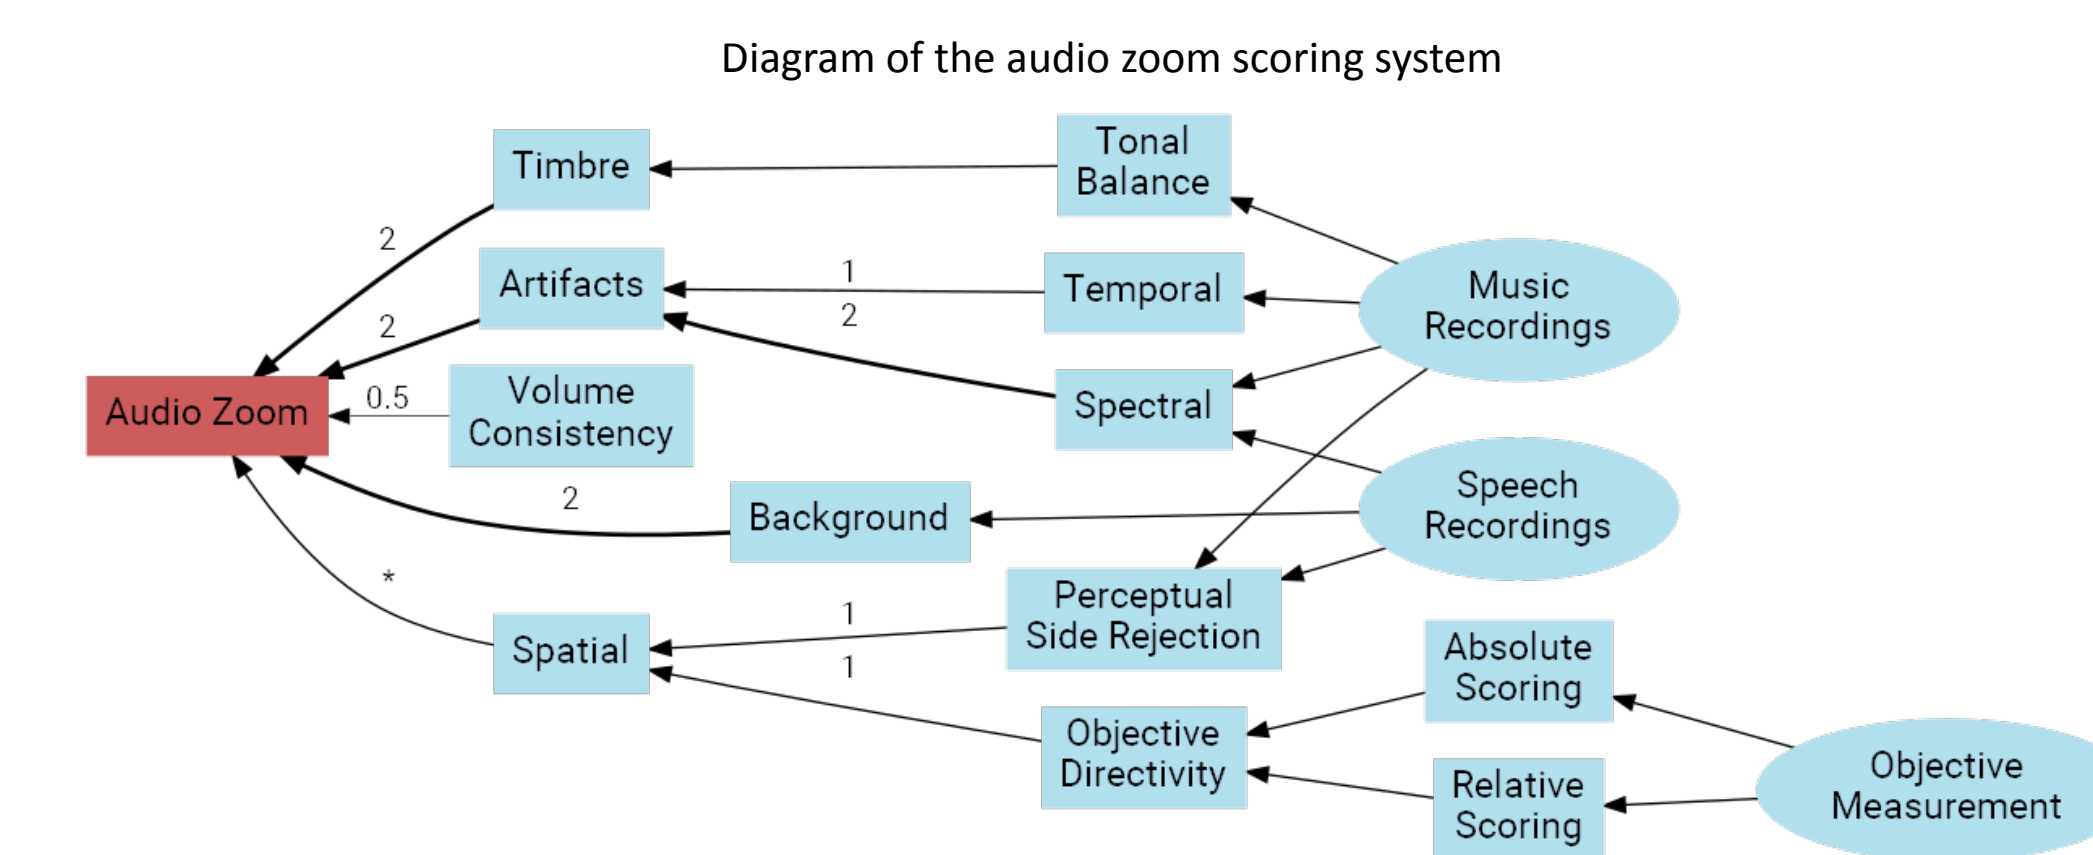 Diagram of the audio zoom scoring system
Timbre
Tonal
Balance
2
Artifacts
1
Temporal
Music
Recordings
2
2
Audio Zoom
0.5
Volume
Consistency
Spectral
Speech
Recordings
2
Background
*
Spatial
1
Perceptual
Side Rejection
1
Absolute
Scoring
Objective
Directivity
Relative
Scoring
Objective
Measurement